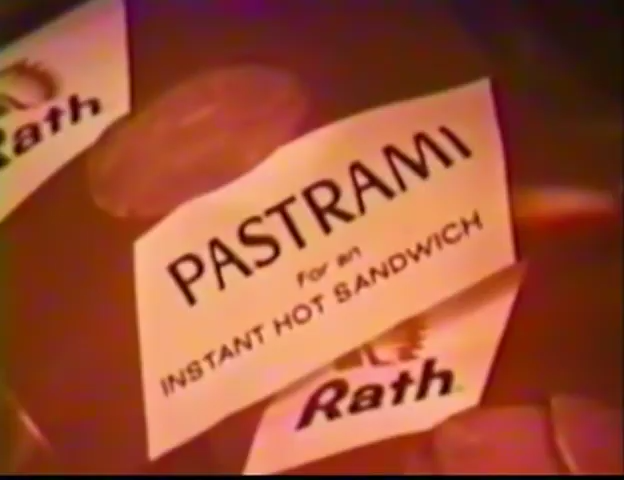 Rath
PASTRAMI
For an
INSTANT HOT SANDWICH
Rath